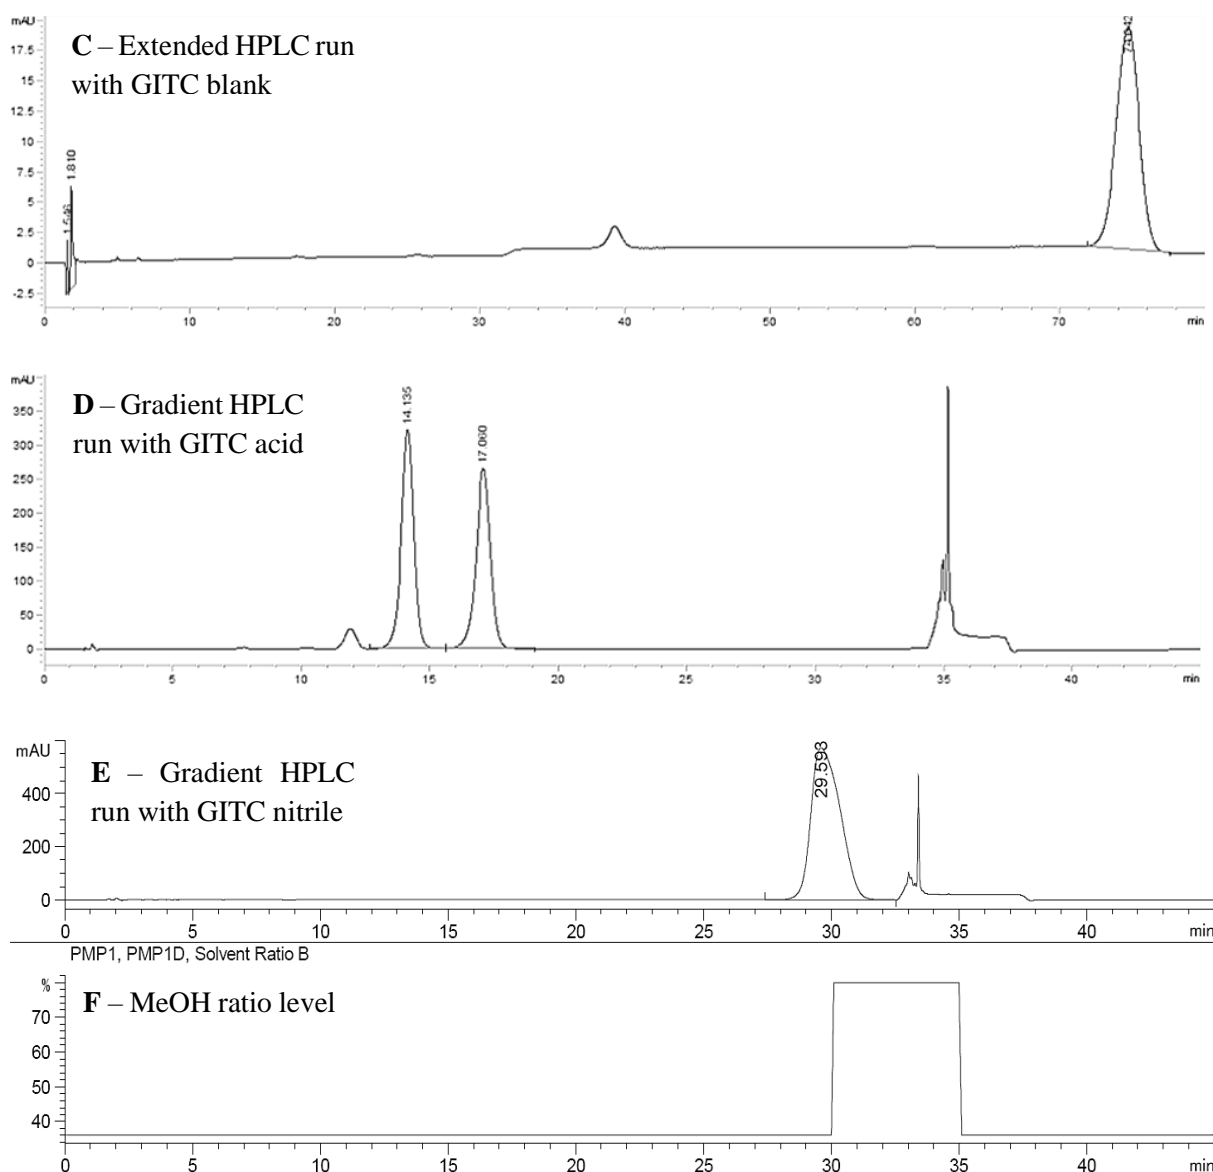 mAU
C – Extended HPLC run
with GITC blank
17.5
15
12.5
10
7.5
5
2.5
0
-2.5
1.546
1.810
0 10 20 30 40 50 60 70 min
mAU
D – Gradient HPLC
run with GITC acid
350
300
250
200
150
100
50
0
14.135
17.060
0 5 10 15 20 25 30 35 40 min
mAU
E – Gradient HPLC
run with GITC nitrile
400
200
0
29.593
0 5 10 15 20 25 30 35 40 min
PMP1, PMP1D, Solvent Ratio B
%
F – MeOH ratio level
70
60
50
40
0 5 10 15 20 25 30 35 40 min